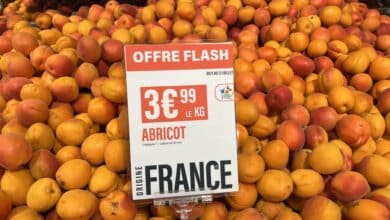 OFFRE FLASH
3€99
LE KG
ABRICOT
ORIGINE
FRANCE